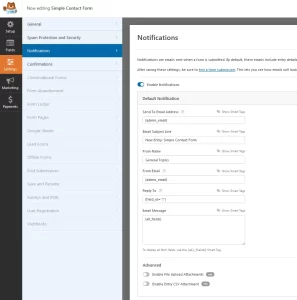 Now editing Simple Contact Form
Setup
Fields
Settings
Marketing
Payments
General
Spam Protection and Security
Notifications
Confirmations
Conversational Forms
Form Abandonment
Form Locker
Form Pages
Google Sheets
Lead Forms
Offline Forms
Post Submissions
Save and Resume
Surveys and Polls
User Registration
Webhooks
Notifications
Notifications are emails sent when a form is submitted. By default, these emails include entry details.
After saving these settings, be sure to test a form submission. This lets you see how emails will look
Enable Notifications
Default Notification
Send To Email Address
Show Smart Tags
{admin_email}
Email Subject Line
Show Smart Tags
New Entry: Simple Contact Form
From Name
Show Smart Tags
General Topics
From Email
Show Smart Tags
{admin_email}
Reply-To
Show Smart Tags
Email Message
Show Smart Tags
{all_fields}
To display all form fields, use the {all_fields} Smart Tag.
Advanced
Enable File Upload Attachments
Enable Entry CSV Attachment